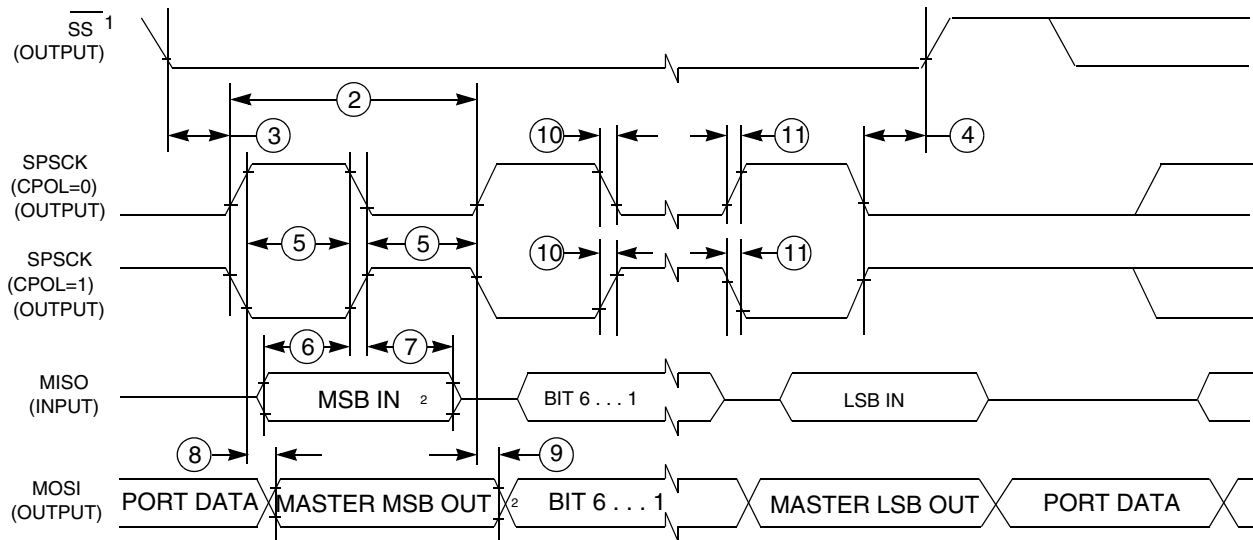 SS 1
(OUTPUT)
2
3
10
11
4
SPSCK
(CPOL=0)
(OUTPUT)
5
5
SPSCK
(CPOL=1)
(OUTPUT)
10
11
6
7
MISO
(INPUT)
MSB IN 2
BIT 6 . . . 1
LSB IN
8
9
MOSI
(OUTPUT)
PORT DATA
MASTER MSB OUT 2
BIT 6 . . . 1
MASTER LSB OUT
PORT DATA